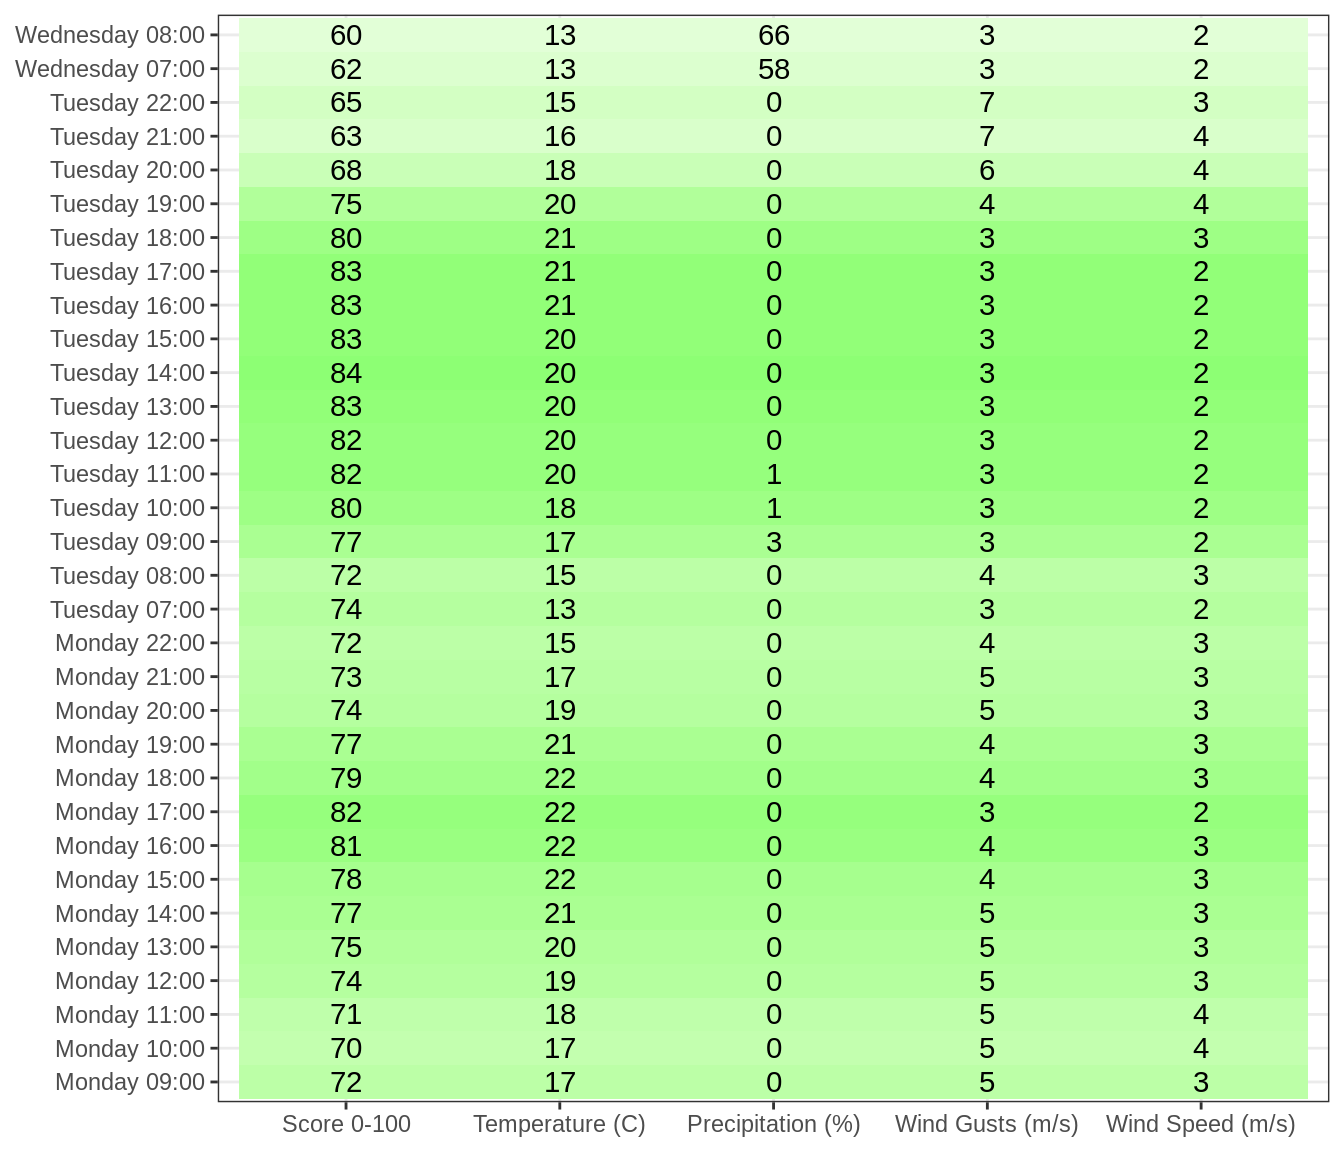 Wednesday 08:00 60 13 66 3 2
Wednesday 07:00 62 13 58 3 2
Tuesday 22:00 65 15 0 7 3
Tuesday 21:00 63 16 0 7 4
Tuesday 20:00 68 18 0 6 4
Tuesday 19:00 75 20 0 4 4
Tuesday 18:00 80 21 0 3 3
Tuesday 17:00 83 21 0 3 2
Tuesday 16:00 83 21 0 3 2
Tuesday 15:00 83 20 0 3 2
Tuesday 14:00 84 20 0 3 2
Tuesday 13:00 83 20 0 3 2
Tuesday 12:00 82 20 0 3 2
Tuesday 11:00 82 20 1 3 2
Tuesday 10:00 80 18 1 3 2
Tuesday 09:00 77 17 3 3 2
Tuesday 08:00 72 15 0 4 3
Tuesday 07:00 74 13 0 3 2
Monday 22:00 72 15 0 4 3
Monday 21:00 73 17 0 5 3
Monday 20:00 74 19 0 5 3
Monday 19:00 77 21 0 4 3
Monday 18:00 79 22 0 4 3
Monday 17:00 82 22 0 3 2
Monday 16:00 81 22 0 4 3
Monday 15:00 78 22 0 4 3
Monday 14:00 77 21 0 5 3
Monday 13:00 75 20 0 5 3
Monday 12:00 74 19 0 5 3
Monday 11:00 71 18 0 5 4
Monday 10:00 70 17 0 5 4
Monday 09:00 72 17 0 5 3
Score 0-100 Temperature (C) Precipitation (%) Wind Gusts (m/s) Wind Speed (m/s)